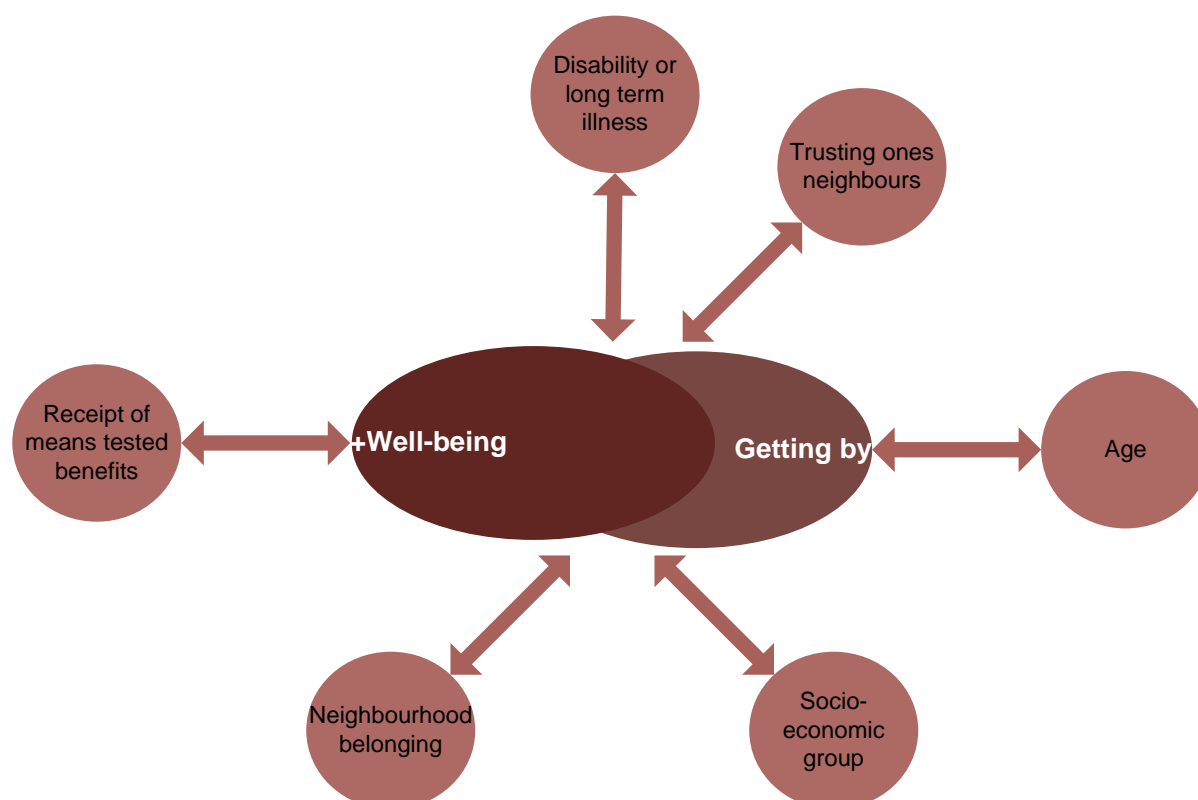 Disability or
long term
illness
Trusting ones
neighbours
Receipt of
means tested
benefits
+Well-being
Getting by
Age
Neighbourhood
belonging
Socio-
economic
group